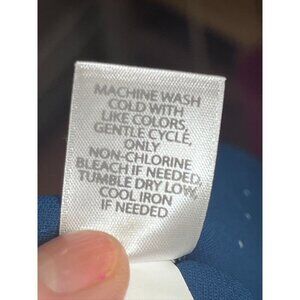 MACHINE WASH
COLD WITH
LIKE COLORS,
GENTLE CYCLE,
ONLY
NON-CHLORINE
BLEACH IF NEEDED,
TUMBLE DRY LOW,
COOL IRON
IF NEEDED